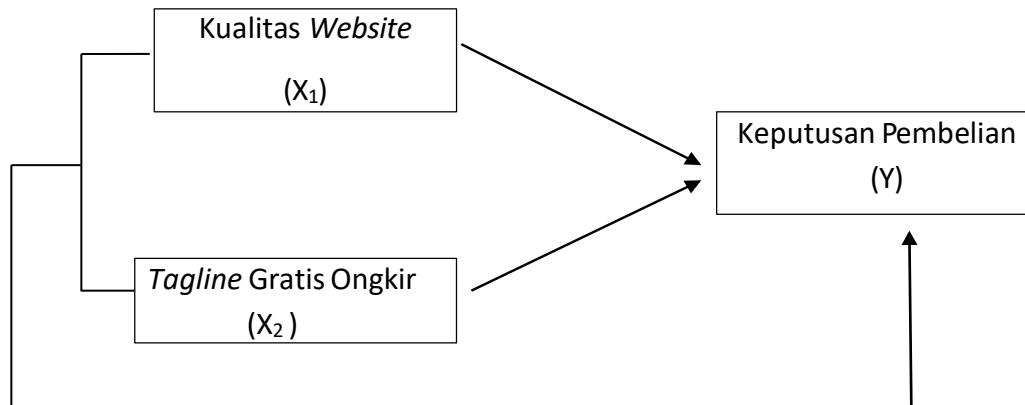 Kualitas Website
(X₁)
Keputusan Pembelian
(Y)
Tagline Gratis Ongkir
(X₂ )